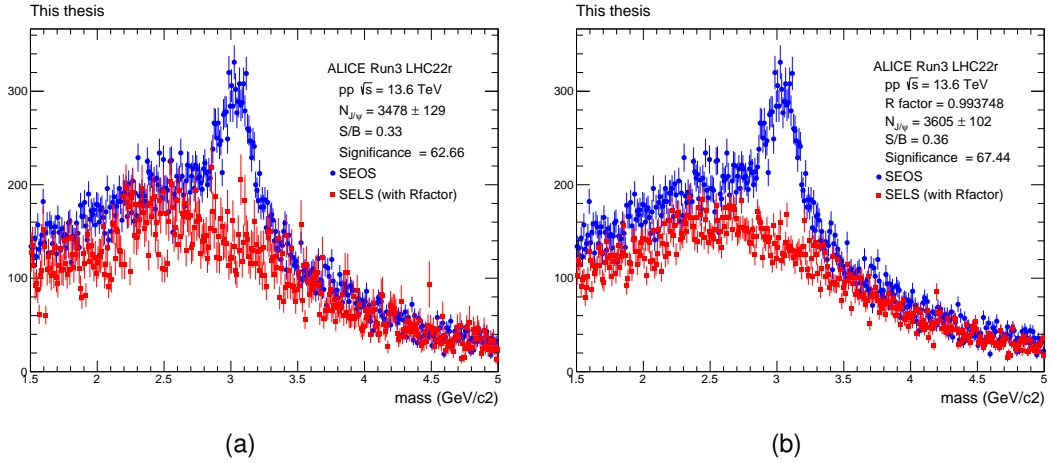 This thesis
ALICE Run3 LHC22r
pp √s = 13.6 TeV
N_J/ψ = 3478 ± 129
S/B = 0.33
Significance = 62.66
SEOS
SELS (with Rfactor)
300
200
100
0
1.5 2 2.5 3 3.5 4 4.5 5
mass (GeV/c2)
(a)
This thesis
ALICE Run3 LHC22r
pp √s = 13.6 TeV
R factor = 0.993748
N_J/ψ = 3605 ± 102
S/B = 0.36
Significance = 67.44
SEOS
SELS (with Rfactor)
300
200
100
0
1.5 2 2.5 3 3.5 4 4.5 5
mass (GeV/c2)
(b)